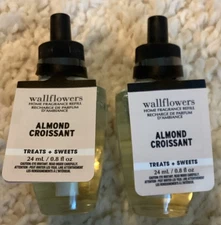 wallflowers
HOME FRAGRANCE REFILL
RECHARGE DE PARFUM
D'AMBIANCE
ALMOND
CROISSANT
TREATS + SWEETS
24 mL / 0.8 fl oz
wallflowers
HOME FRAGRANCE REFILL
RECHARGE DE PARFUM
D'AMBIANCE
ALMOND
CROISSANT
TREATS + SWEETS
24 mL / 0.8 fl oz